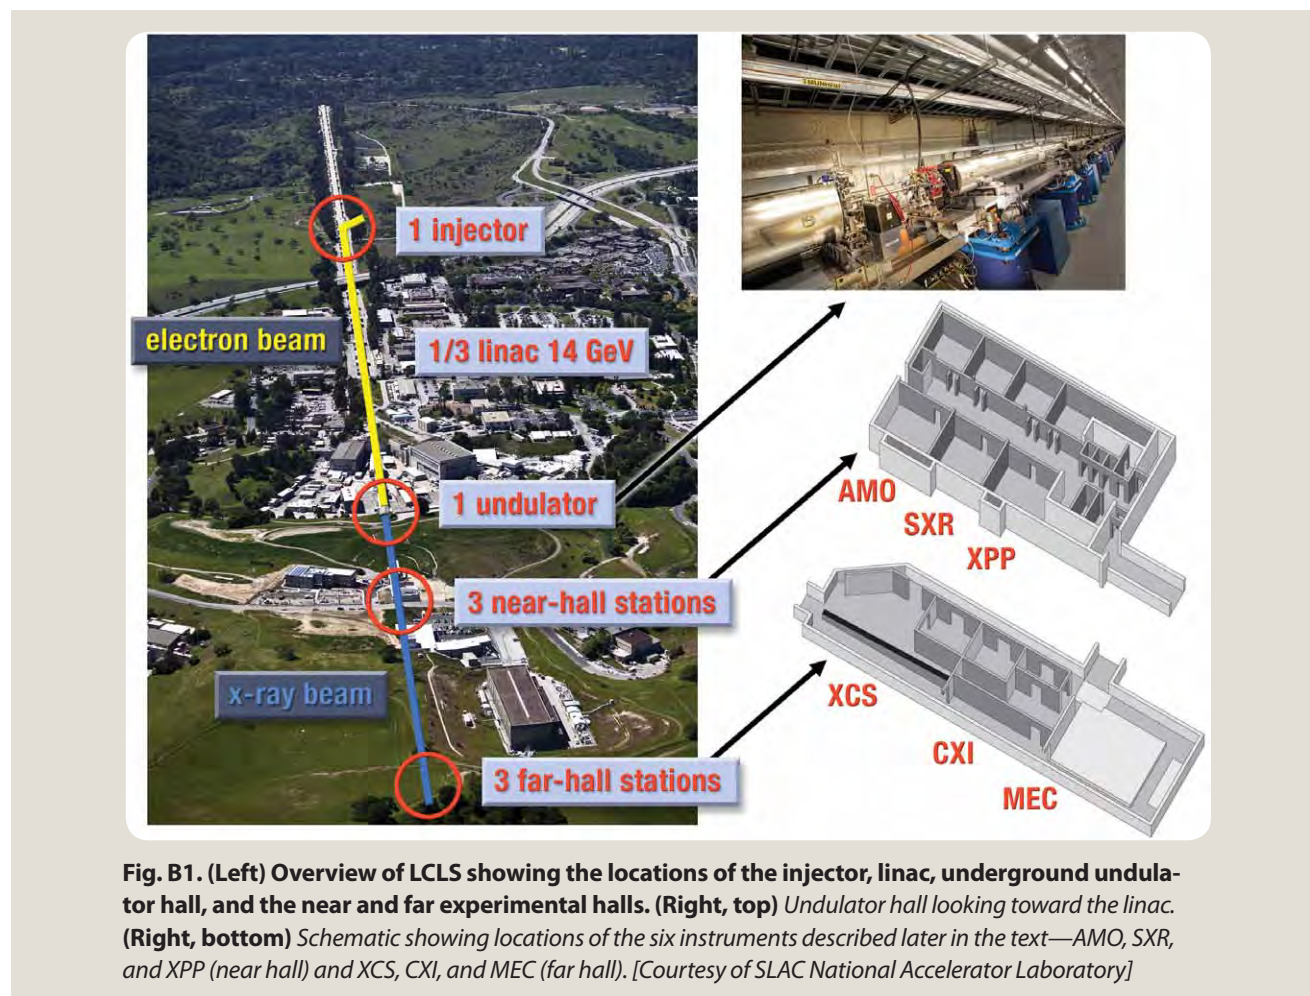 1 injector
electron beam
1/3 linac 14 GeV
1 undulator
3 near-hall stations
x-ray beam
3 far-hall stations
AMO
SXR
XPP
XCS
CXI
MEC
Fig. B1. (Left) Overview of LCLS showing the locations of the injector, linac, underground undula-
tor hall, and the near and far experimental halls. (Right, top) Undulator hall looking toward the linac.
(Right, bottom) Schematic showing locations of the six instruments described later in the text—AMO, SXR,
and XPP (near hall) and XCS, CXI, and MEC (far hall). [Courtesy of SLAC National Accelerator Laboratory]